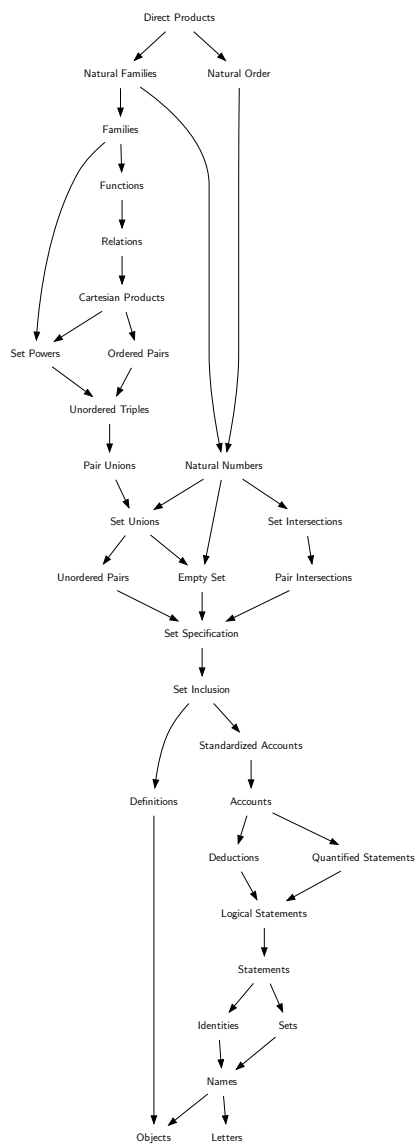 Direct Products
Natural Families
Natural Order
Families
Functions
Relations
Cartesian Products
Set Powers
Ordered Pairs
Unordered Triples
Pair Unions
Natural Numbers
Set Unions
Set Intersections
Unordered Pairs
Empty Set
Pair Intersections
Set Specification
Set Inclusion
Standardized Accounts
Definitions
Accounts
Deductions
Quantified Statements
Logical Statements
Statements
Identities
Sets
Names
Objects
Letters